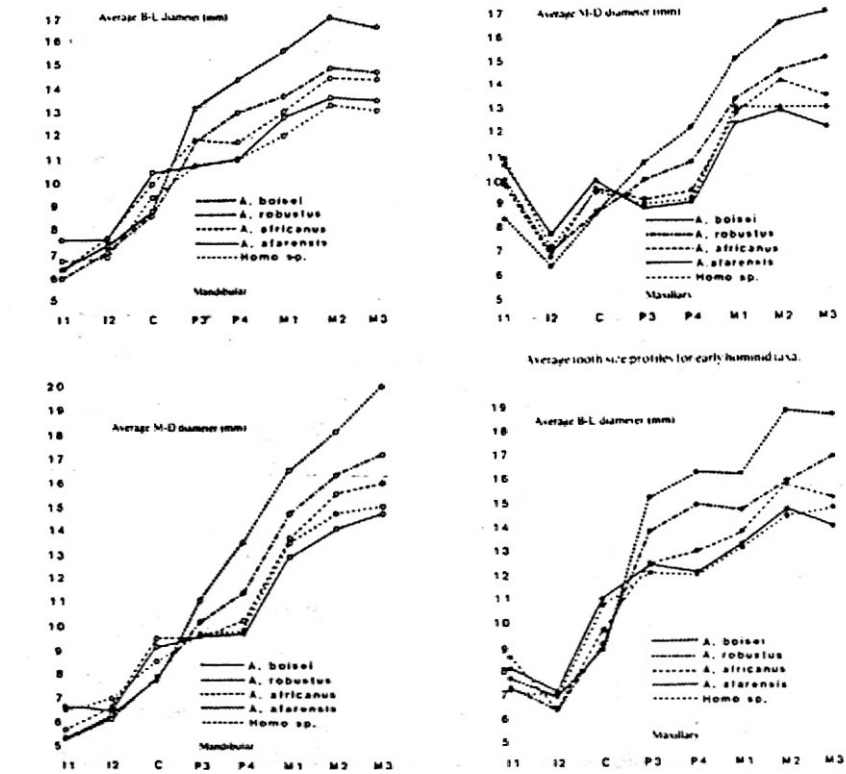 Average B-L diameter (mm)
17
16
15
14
13
12
11
10
9
8
7
6
5
A. boisei
A. robustus
A. africanus
A. afarensis
Homo sp.
Mandibular
I1 I2 C P3 P4 M1 M2 M3
Average M-D diameter (mm)
17
16
15
14
13
12
11
10
9
8
7
6
5
A. boisei
A. robustus
A. africanus
A. afarensis
Homo sp.
Maxillary
I1 I2 C P3 P4 M1 M2 M3
Average tooth size profiles for early hominid taxa.
Average M-D diameter (mm)
20
19
18
17
16
15
14
13
12
11
10
9
8
7
6
5
A. boisei
A. robustus
A. africanus
A. afarensis
Homo sp.
Mandibular
I1 I2 C P3 P4 M1 M2 M3
Average B-L diameter (mm)
19
18
17
16
15
14
13
12
11
10
9
8
7
6
5
A. boisei
A. robustus
A. africanus
A. afarensis
Homo sp.
Maxillary
I1 I2 C P3 P4 M1 M2 M3